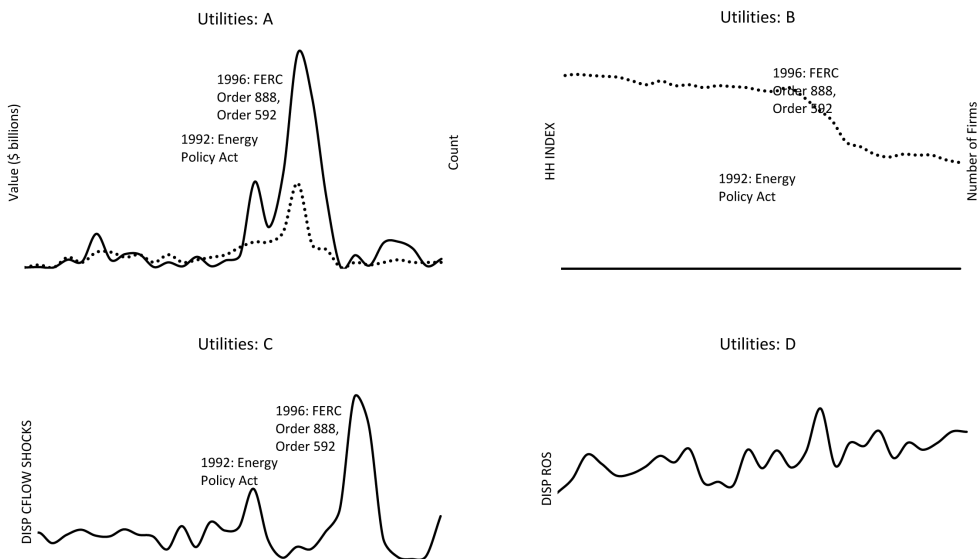 Utilities: A
Value ($ billions)
1996: FERC
Order 888,
Order 592
1992: Energy
Policy Act
Count
Utilities: B
HH INDEX
1996: FERC
Order 888,
Order 592
1992: Energy
Policy Act
Number of Firms
Utilities: C
DISP CFLOW SHOCKS
1996: FERC
Order 888,
Order 592
1992: Energy
Policy Act
Utilities: D
DISP ROS